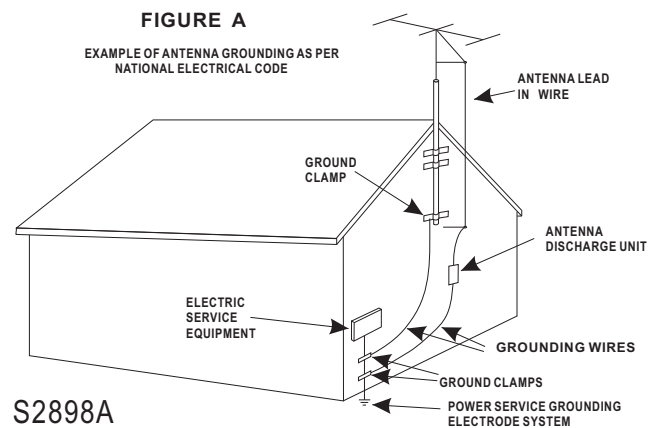 FIGURE A
EXAMPLE OF ANTENNA GROUNDING AS PER
NATIONAL ELECTRICAL CODE
ANTENNA LEAD
IN WIRE
GROUND
CLAMP
ANTENNA
DISCHARGE UNIT
ELECTRIC
SERVICE
EQUIPMENT
GROUNDING WIRES
GROUND CLAMPS
POWER SERVICE GROUNDING
ELECTRODE SYSTEM
S2898A